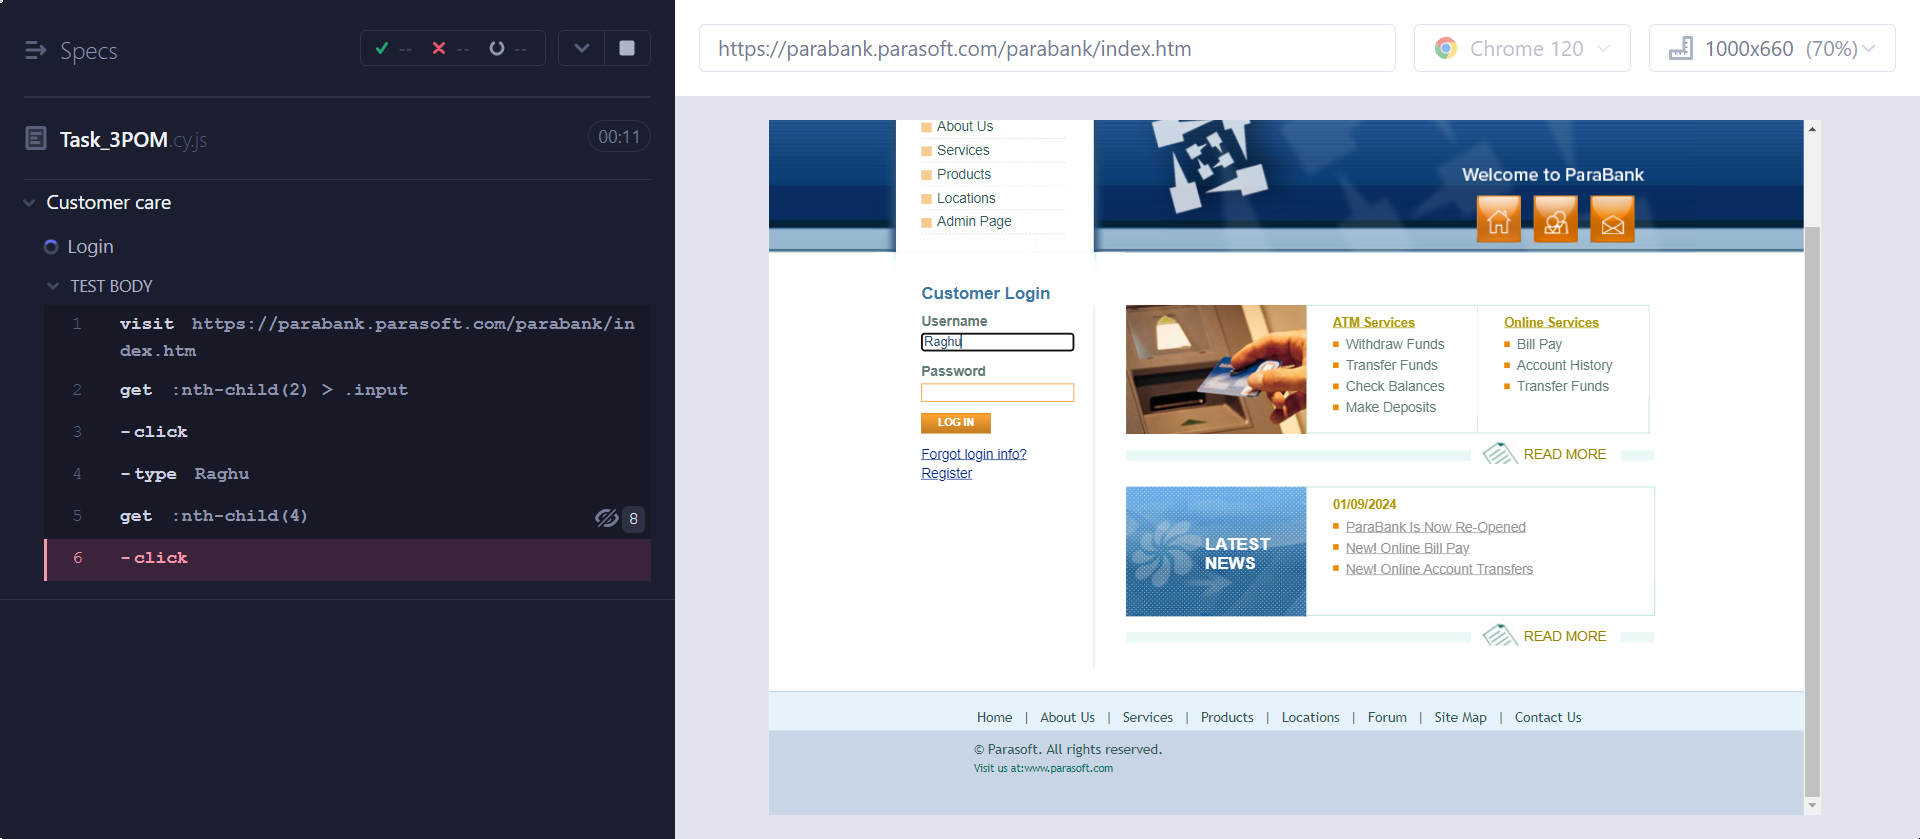 Specs
-- -- --
Task_3POM.cy.js
00:11
Customer care
Login
TEST BODY
1 visit https://parabank.parasoft.com/parabank/in
dex.htm
2 get :nth-child(2) > .input
3 -click
4 -type Raghu
5 get :nth-child(4) 8
6 -click
https://parabank.parasoft.com/parabank/index.htm
Chrome 120
1000x660 (70%)
About Us
Services
Products
Locations
Admin Page
Welcome to ParaBank
Customer Login
Username
Raghu
Password
LOG IN
Forgot login info?
Register
ATM Services
Withdraw Funds
Transfer Funds
Check Balances
Make Deposits
Online Services
Bill Pay
Account History
Transfer Funds
READ MORE
LATEST
NEWS
01/09/2024
ParaBank Is Now Re-Opened
New! Online Bill Pay
New! Online Account Transfers
READ MORE
Home | About Us | Services | Products | Locations | Forum | Site Map | Contact Us
© Parasoft. All rights reserved.
Visit us at:www.parasoft.com